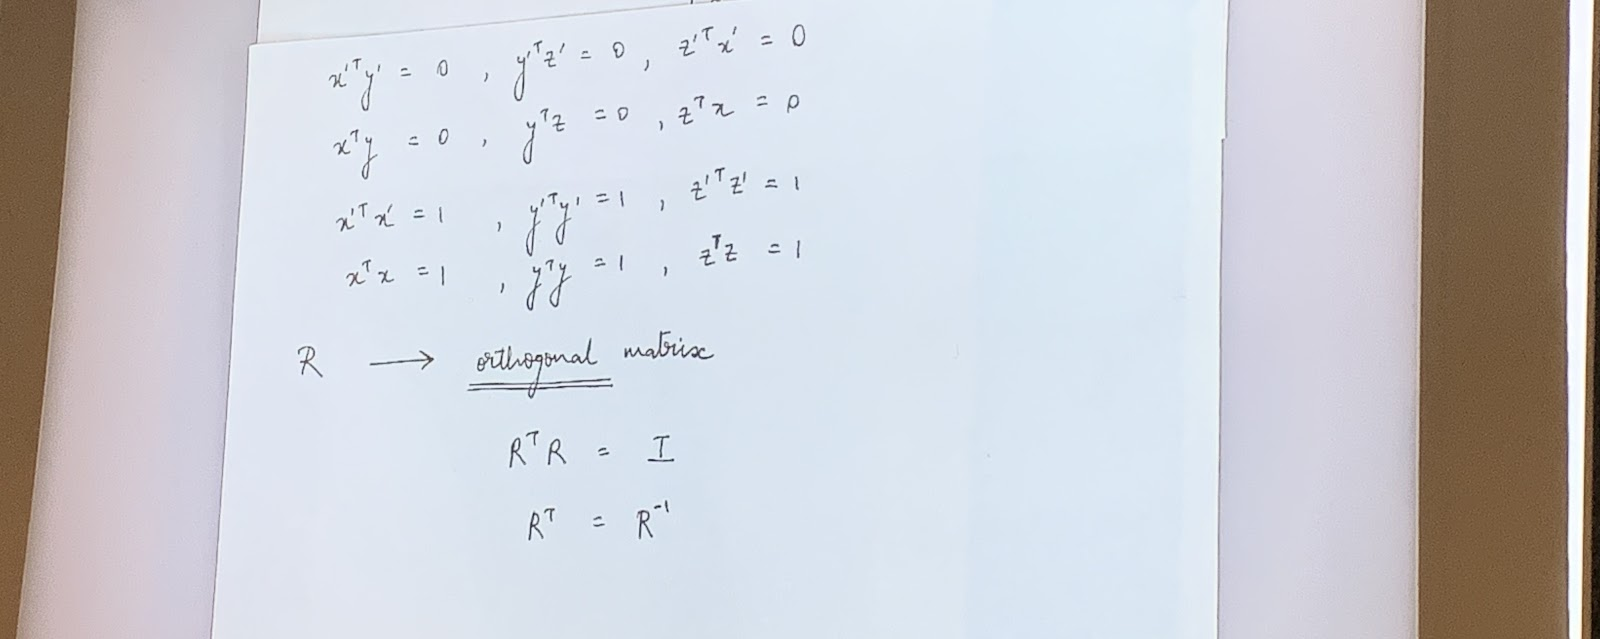 x'ᵀy' = 0 , y'ᵀz' = 0 , z'ᵀx' = 0
xᵀy = 0 , yᵀz = 0 , zᵀx = 0
x'ᵀx' = 1 , y'ᵀy' = 1 , z'ᵀz' = 1
xᵀx = 1 , yᵀy = 1 , zᵀz = 1
R ⟶ orthogonal matrix
RᵀR = I
Rᵀ = R⁻¹